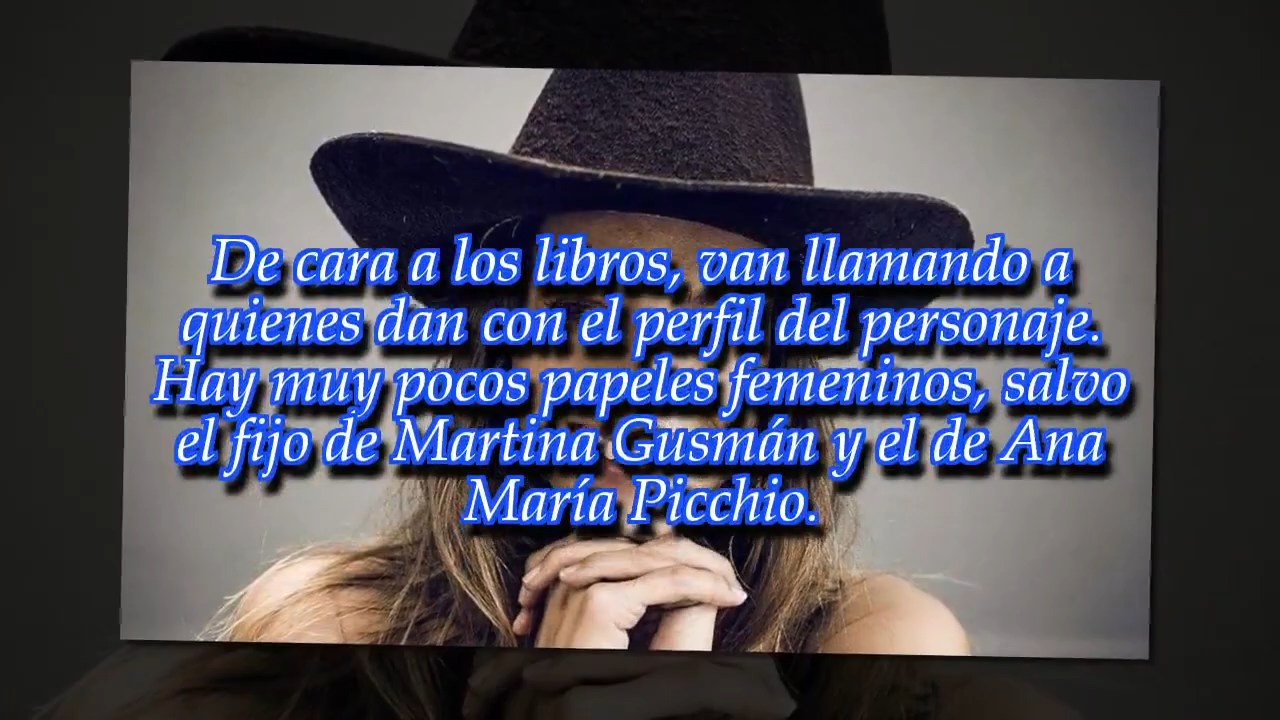 De cara a los libros, van llamando a
quienes dan con el perfil del personaje.
Hay muy pocos papeles femeninos, salvo
el fijo de Martina Gusmán y el de Ana
María Picchio.